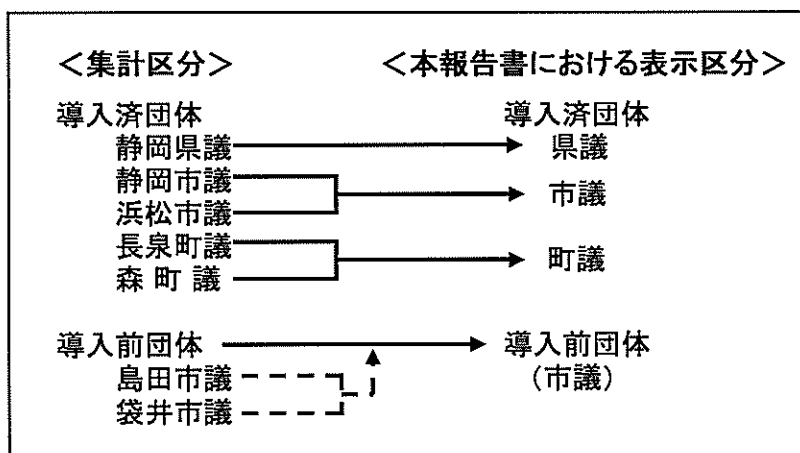 ＜集計区分＞ ＜本報告書における表示区分＞
導入済団体 導入済団体
静岡県議 県議
静岡市議
市議
浜松市議
長泉町議
町議
森 町 議
導入前団体 導入前団体
島田市議 （市議）
袋井市議